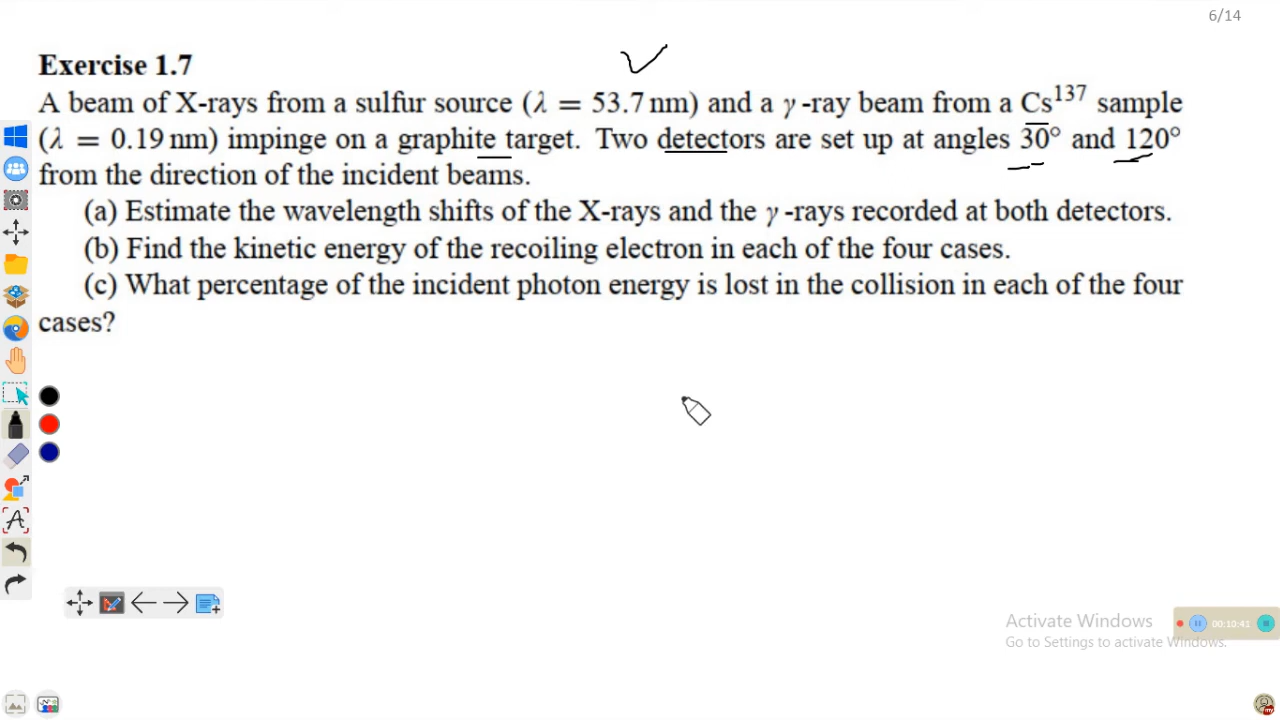 6/14
Exercise 1.7
A beam of X-rays from a sulfur source (λ = 53.7 nm) and a γ-ray beam from a Cs¹³⁷ sample
(λ = 0.19 nm) impinge on a graphite target. Two detectors are set up at angles 30° and 120°
from the direction of the incident beams.
(a) Estimate the wavelength shifts of the X-rays and the γ-rays recorded at both detectors.
(b) Find the kinetic energy of the recoiling electron in each of the four cases.
(c) What percentage of the incident photon energy is lost in the collision in each of the four
cases?
Activate Windows
Go to Settings to activate Windows.
00:10:41